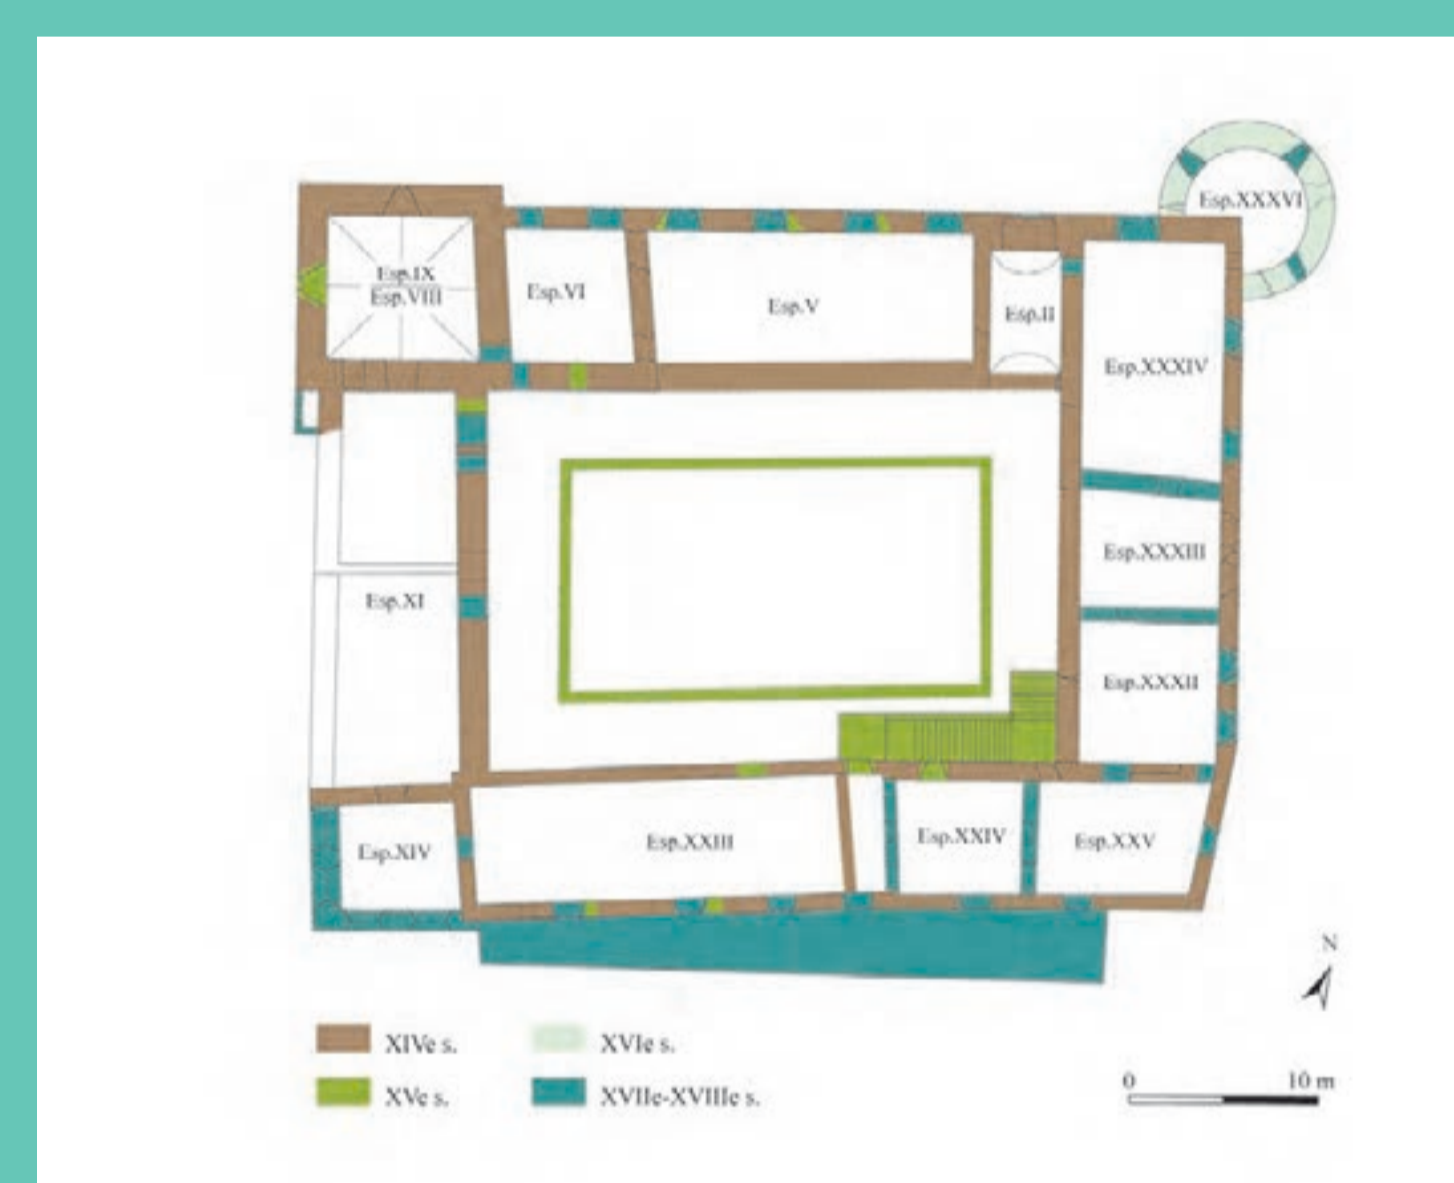 Esp.XXXVI
Esp.IX
Esp.VIII
Esp.VI
Esp.V
Esp.II
Esp.XXXIV
Esp.XXXIII
Esp.XI
Esp.XXXII
Esp.XIV
Esp.XXIII
Esp.XXIV
Esp.XXV
N
XIVe s.
XVIe s.
XVe s.
XVIIe-XVIIIe s.
0 10 m